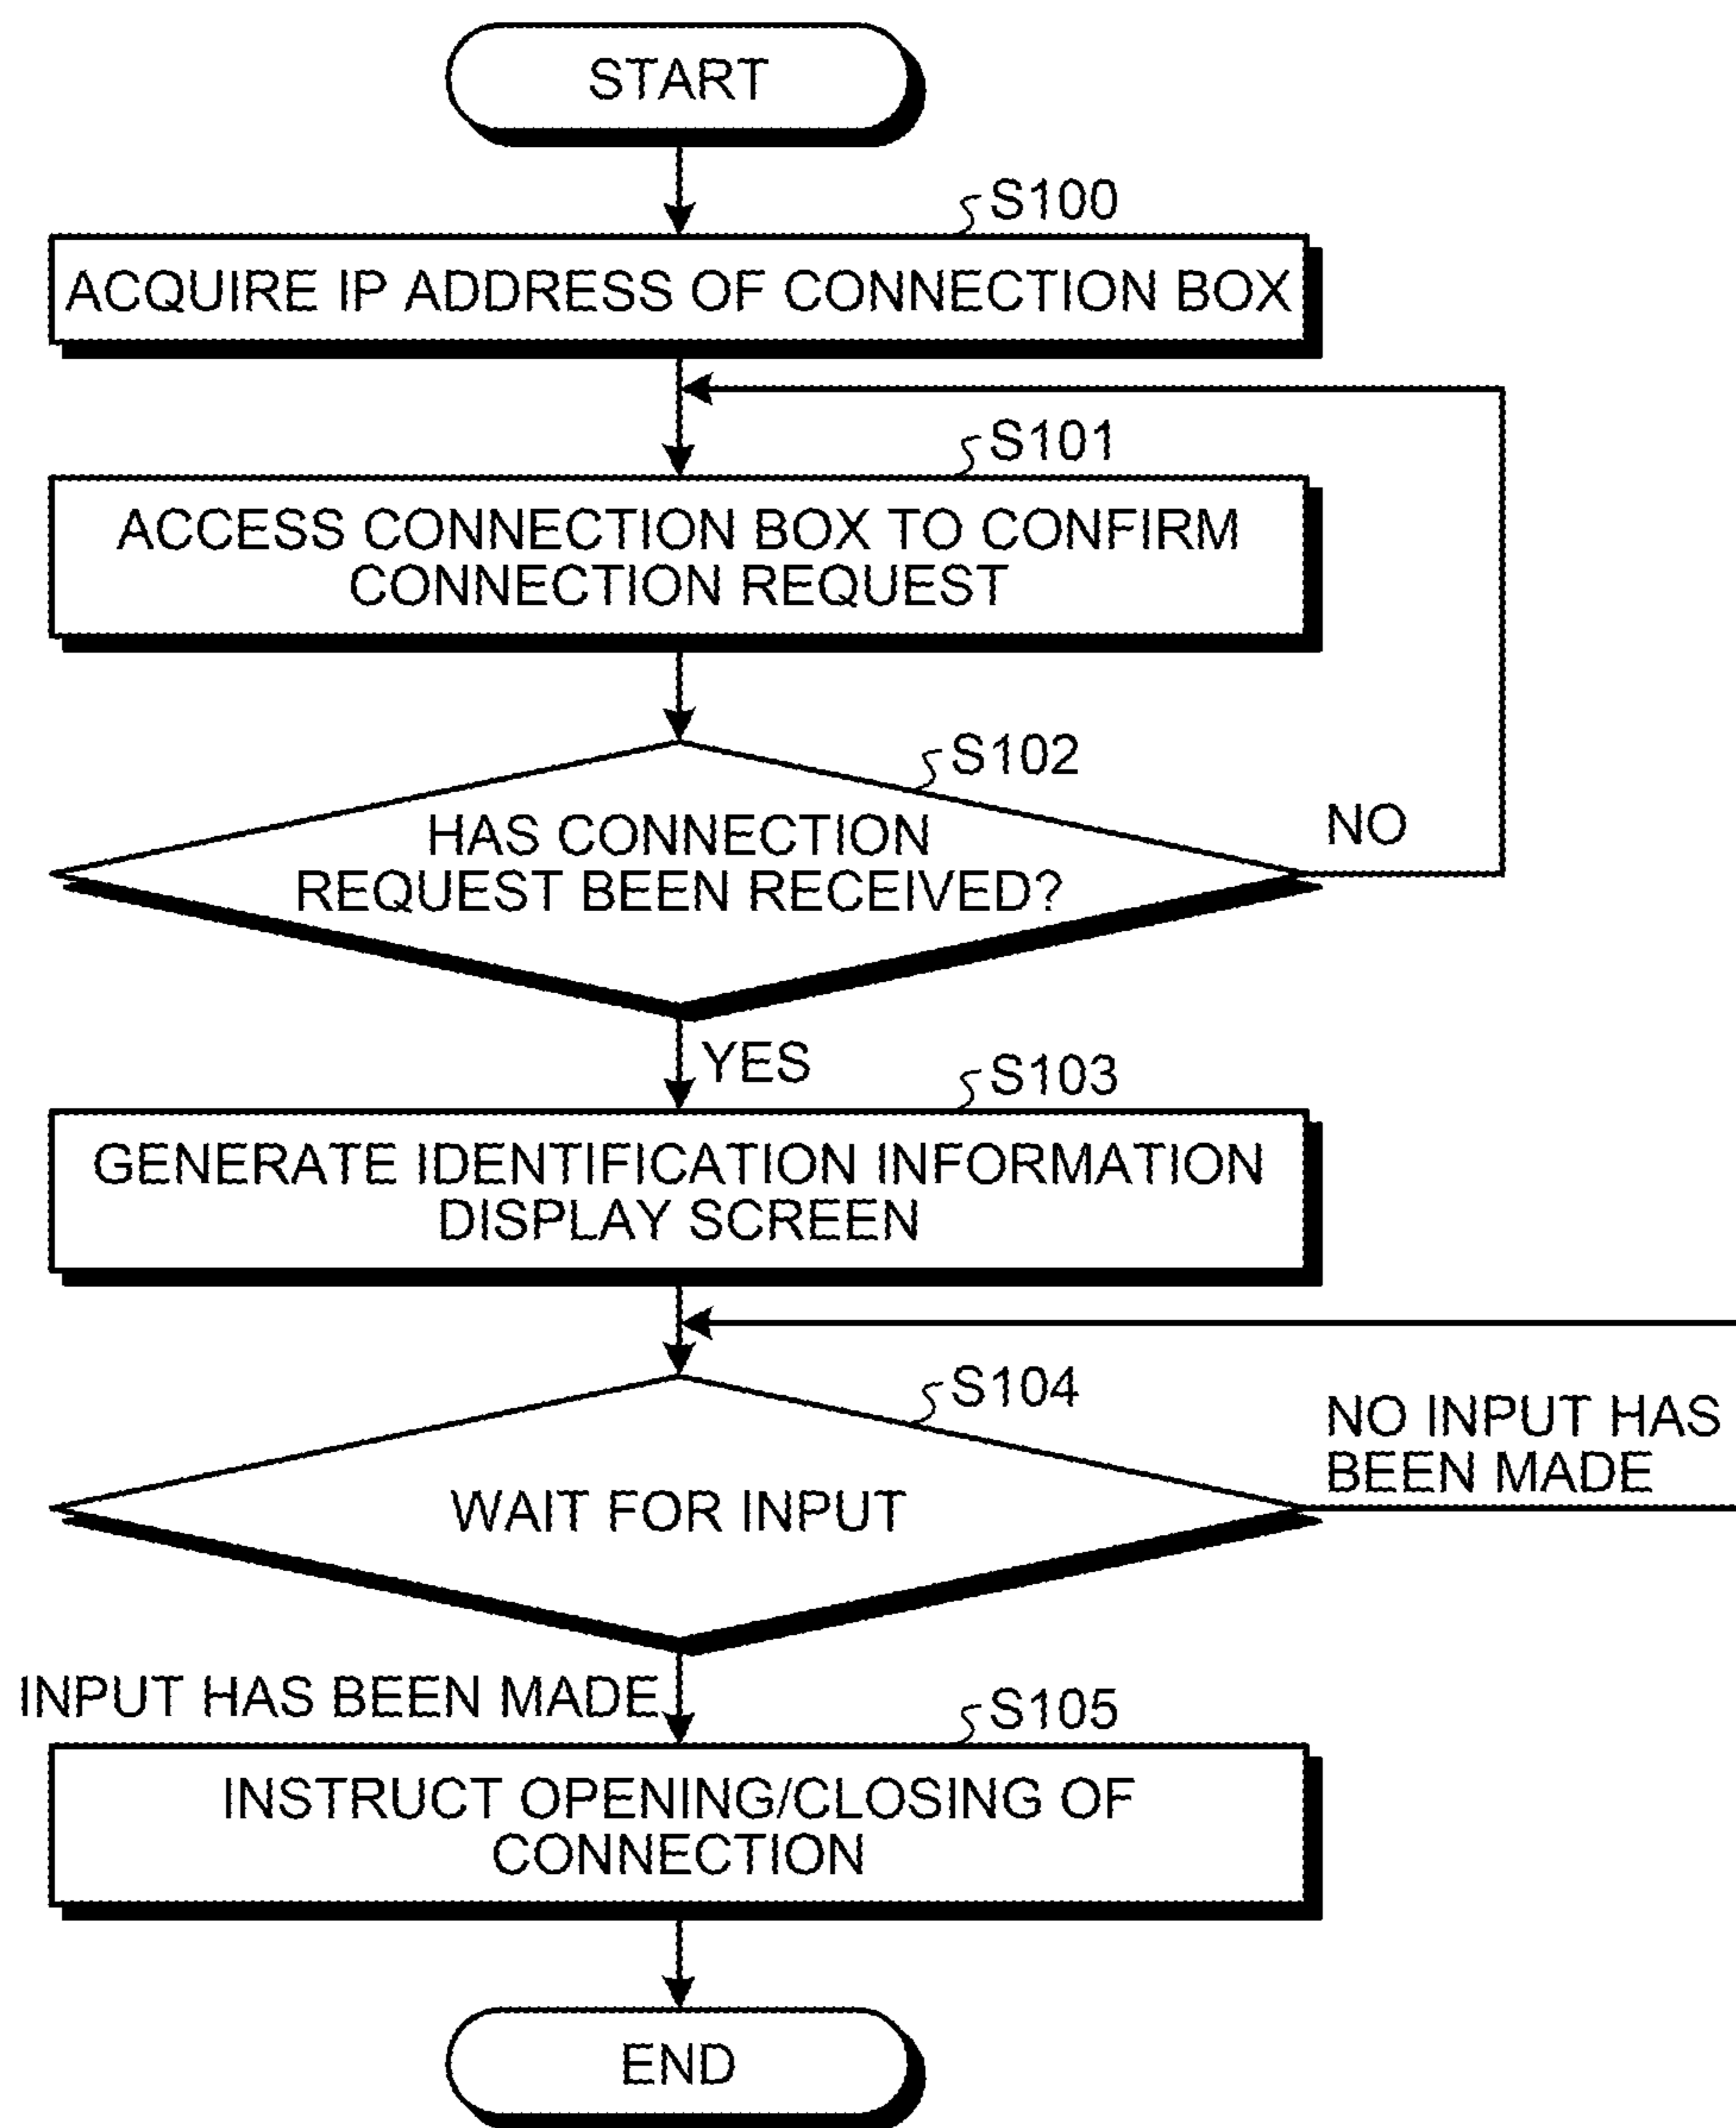 START
S100
ACQUIRE IP ADDRESS OF CONNECTION BOX
S101
ACCESS CONNECTION BOX TO CONFIRM
CONNECTION REQUEST
S102
HAS CONNECTION
REQUEST BEEN RECEIVED?
NO
YES
S103
GENERATE IDENTIFICATION INFORMATION
DISPLAY SCREEN
S104
WAIT FOR INPUT
NO INPUT HAS
BEEN MADE
INPUT HAS BEEN MADE
S105
INSTRUCT OPENING/CLOSING OF
CONNECTION
END